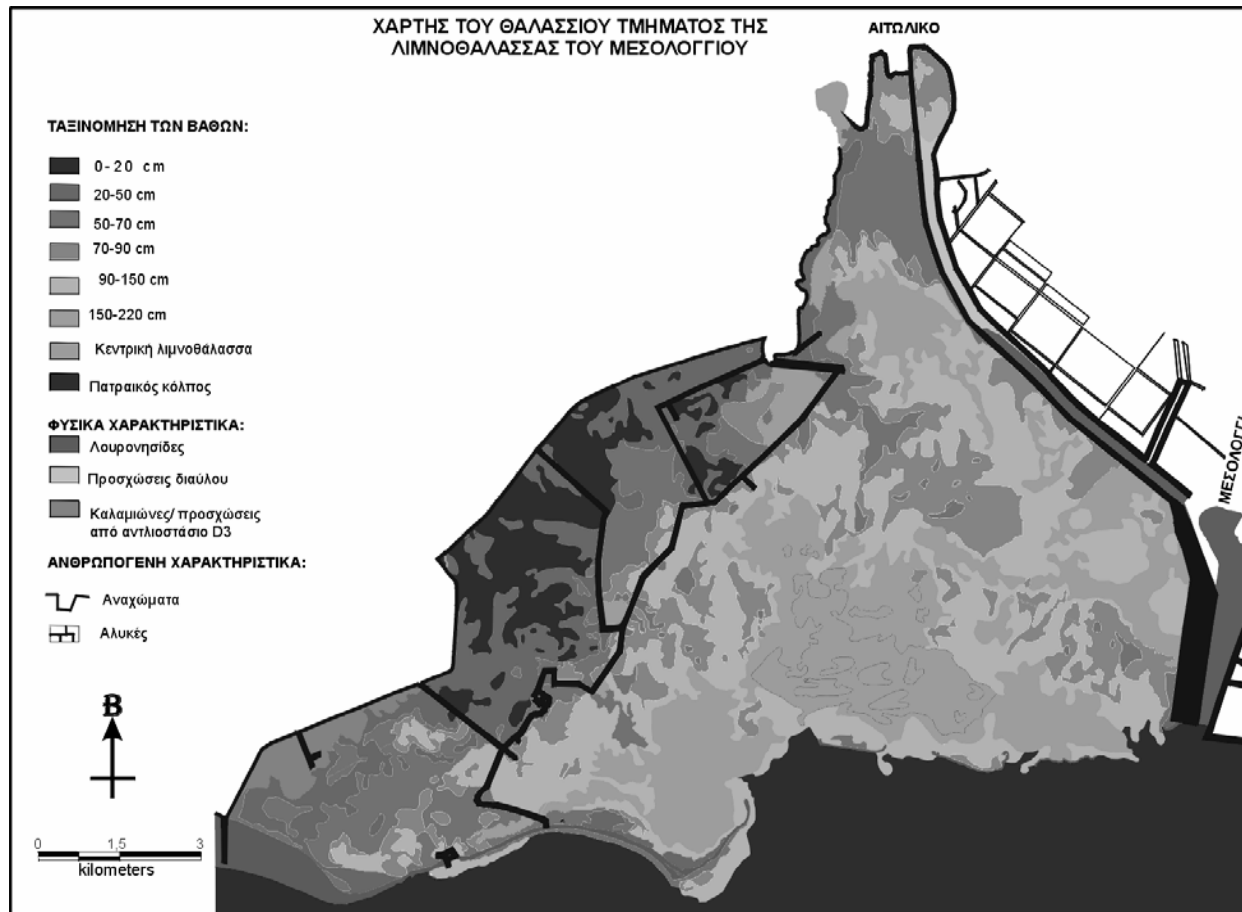 ΧΑΡΤΗΣ ΤΟΥ ΘΑΛΑΣΣΙΟΥ ΤΜΗΜΑΤΟΣ ΤΗΣ
ΛΙΜΝΟΘΑΛΑΣΣΑΣ ΤΟΥ ΜΕΣΟΛΟΓΓΙΟΥ
ΑΙΤΩΛΙΚΟ
ΤΑΞΙΝΟΜΗΣΗ ΤΩΝ ΒΑΘΩΝ:
0-20 cm
20-50 cm
50-70 cm
70-90 cm
90-150 cm
150-220 cm
Κεντρική λιμνοθάλασσα
Πατραικός κόλπος
ΦΥΣΙΚΑ ΧΑΡΑΚΤΗΡΙΣΤΙΚΑ:
Λουρονησίδες
Προσχώσεις διαύλου
Καλαμιώνες/ προσχώσεις
από αντλιοστάσιο D3
ΑΝΘΡΩΠΟΓΕΝΗ ΧΑΡΑΚΤΗΡΙΣΤΙΚΑ:
Αναχώματα
Αλυκές
ΜΕΣΟΛΟΓΓΙ
Β
0 1,5 3
kilometers